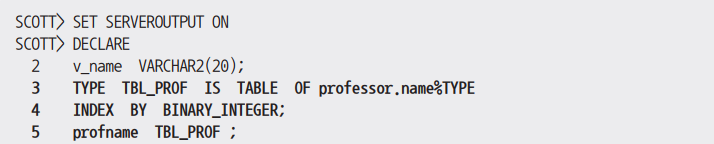 SCOTT> SET SERVEROUTPUT ON
SCOTT> DECLARE
2 v_name VARCHAR2(20);
3 TYPE TBL_PROF IS TABLE OF professor.name%TYPE
4 INDEX BY BINARY_INTEGER;
5 profname TBL_PROF ;